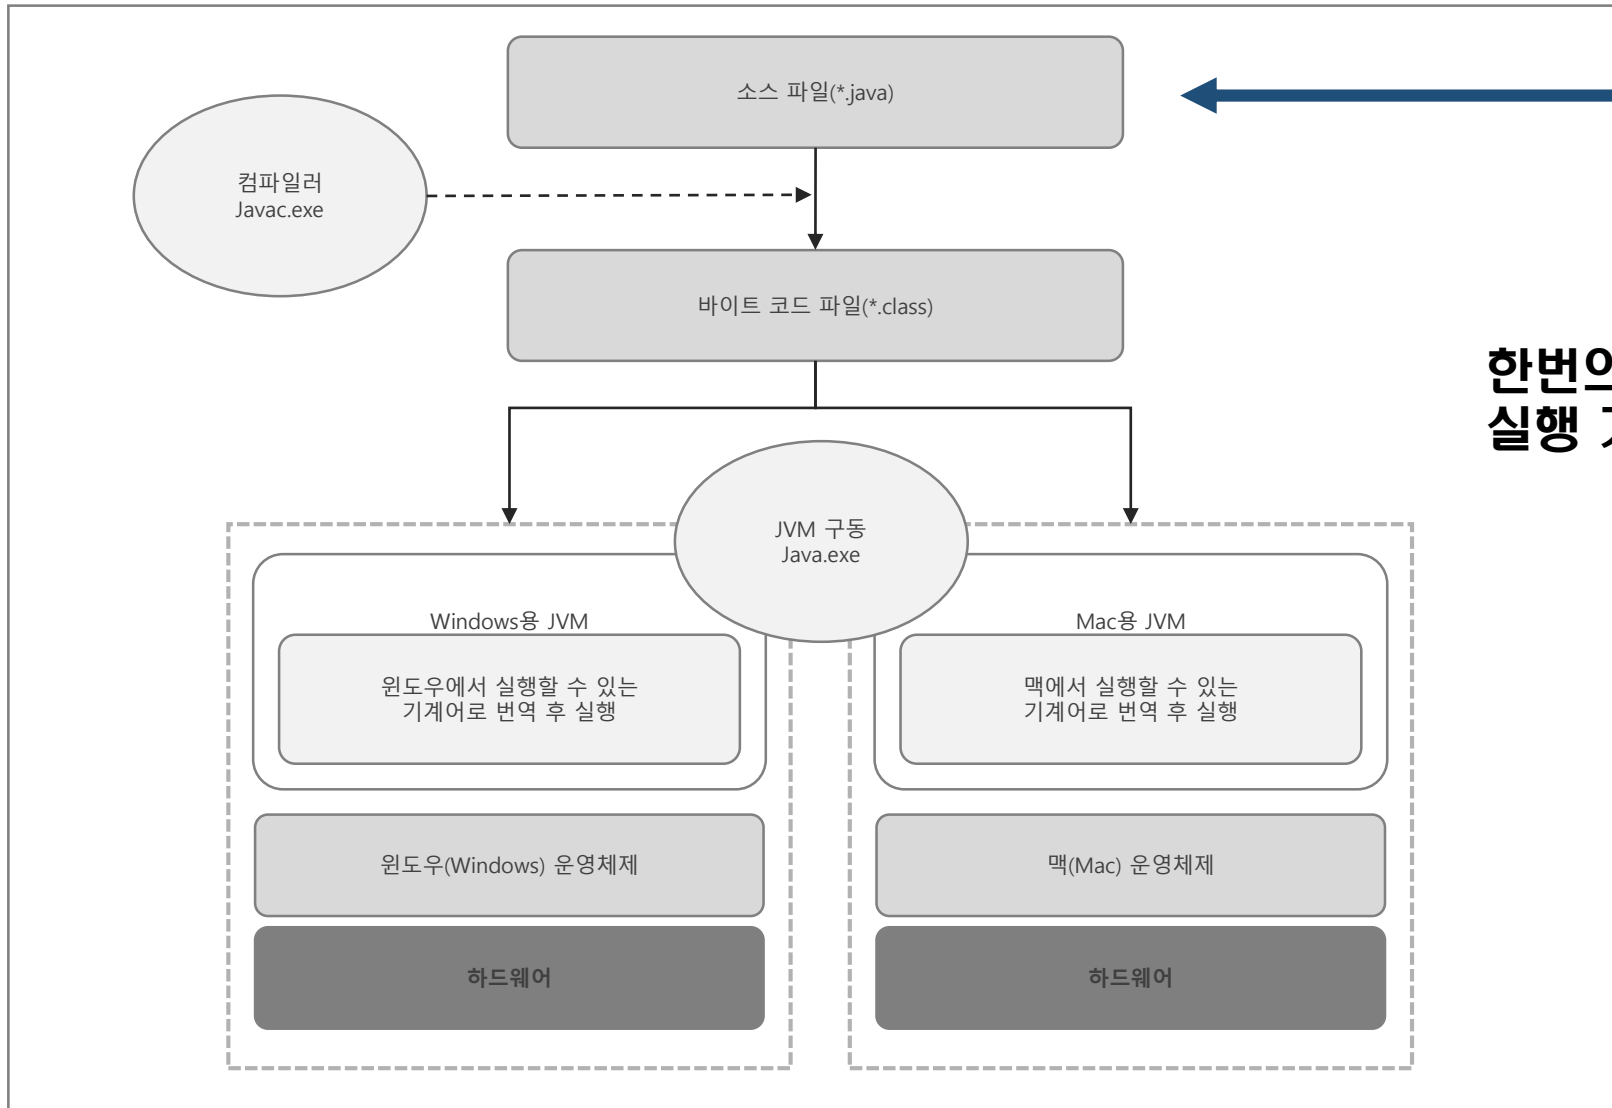 소스 파일(*.java)
컴파일러
Javac.exe
바이트 코드 파일(*.class)
한번의
실행
JVM 구동
Java.exe
Windows용 JVM
윈도우에서 실행할 수 있는
기계어로 번역 후 실행
Mac용 JVM
맥에서 실행할 수 있는
기계어로 번역 후 실행
윈도우(Windows) 운영체제
맥(Mac) 운영체제
하드웨어
하드웨어